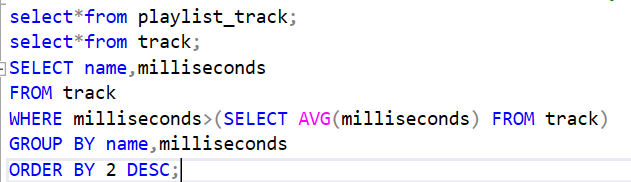 select*from playlist_track;
select*from track;
SELECT name,milliseconds
FROM track
WHERE milliseconds>(SELECT AVG(milliseconds) FROM track)
GROUP BY name,milliseconds
ORDER BY 2 DESC;